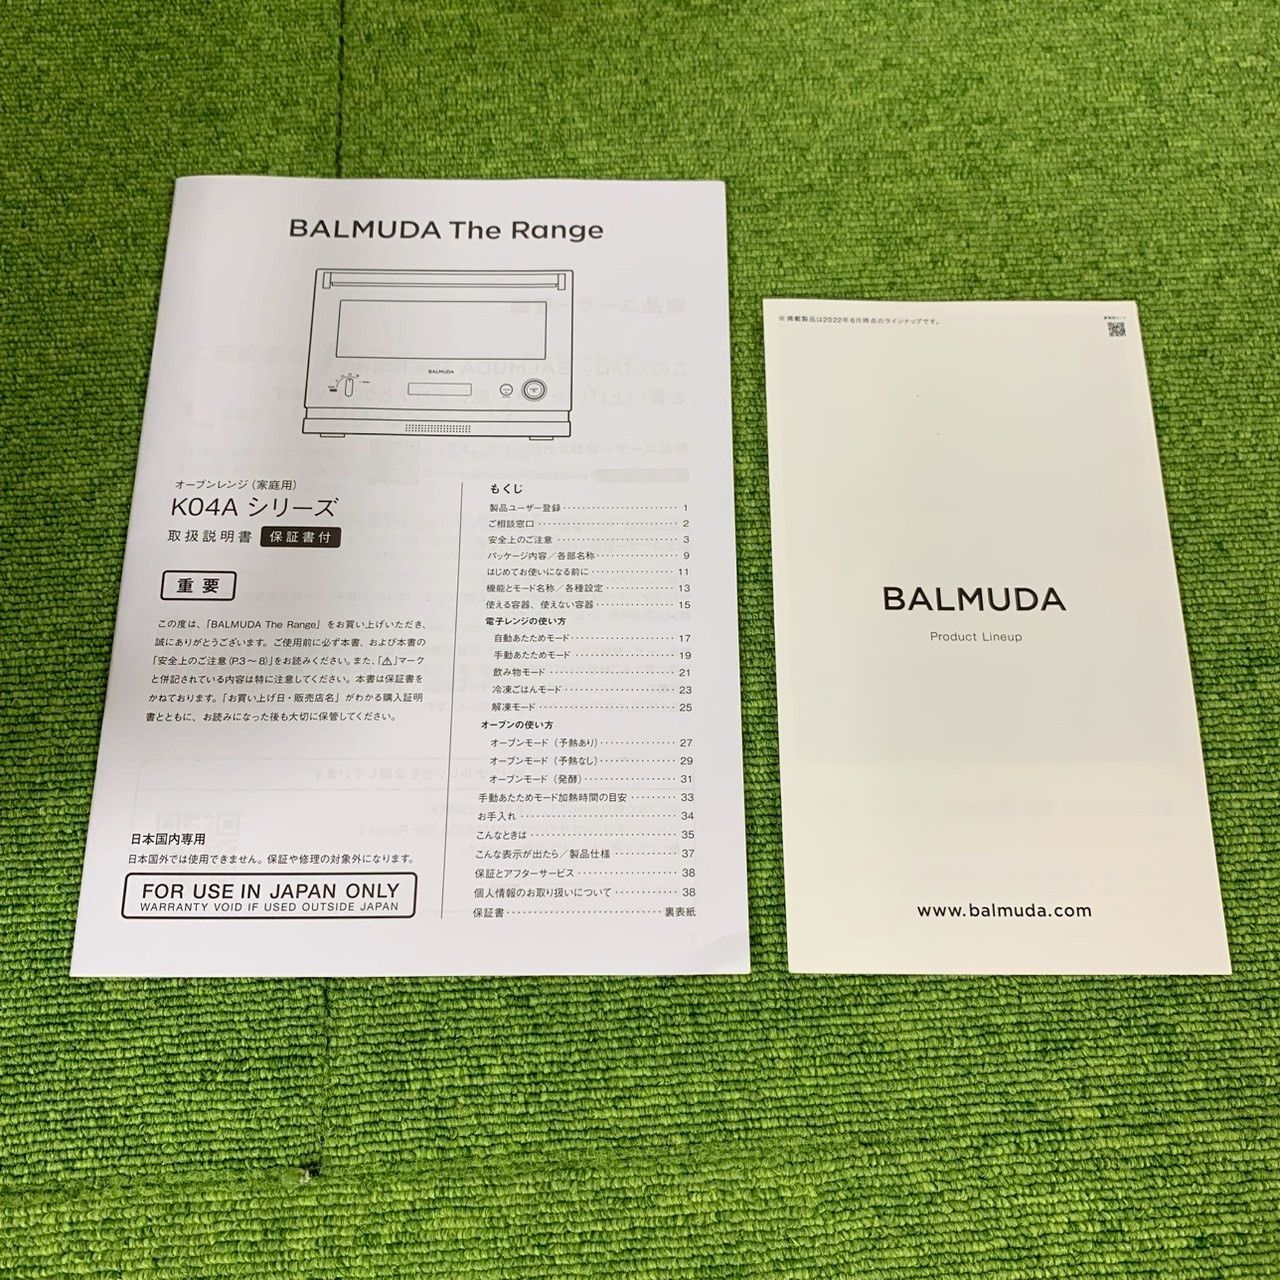 BALMUDA The Range
BALMUDA
オーブンレンジ（家庭用）
K04A シリーズ
取扱説明書 保証書付
重要
この度は、「BALMUDA The Range」をお買い上げいただき、
誠にありがとうございます。ご使用前に必ず本書、および本書の
「安全上のご注意（P.3～8）」をお読みください。また、「⚠」マーク
と併記されている内容は特に注意してください。本書は保証書を
かねております。「お買い上げ日・販売店名」がわかる購入証明
書とともに、お読みになった後も大切に保管してください。
日本国内専用
日本国外では使用できません。保証や修理の対象外になります。
FOR USE IN JAPAN ONLY
WARRANTY VOID IF USED OUTSIDE JAPAN
もくじ
製品ユーザー登録 1
ご相談窓口 2
安全上のご注意 3
パッケージ内容／各部名称 9
はじめてお使いになる前に 11
機能とモード名称／各種設定 13
使える容器、使えない容器 15
電子レンジの使い方
自動あたためモード 17
手動あたためモード 19
飲み物モード 21
冷凍ごはんモード 23
解凍モード 25
オーブンの使い方
オーブンモード（予熱あり） 27
オーブンモード（予熱なし） 29
オーブンモード（発酵） 31
手動あたためモード加熱時間の目安 33
お手入れ 34
こんなときは 35
こんな表示が出たら／製品仕様 37
保証とアフターサービス 38
個人情報のお取り扱いについて 38
保証書 裏表紙
※掲載製品は2022年6月時点のラインナップです。
BALMUDA
Product Lineup
www.balmuda.com